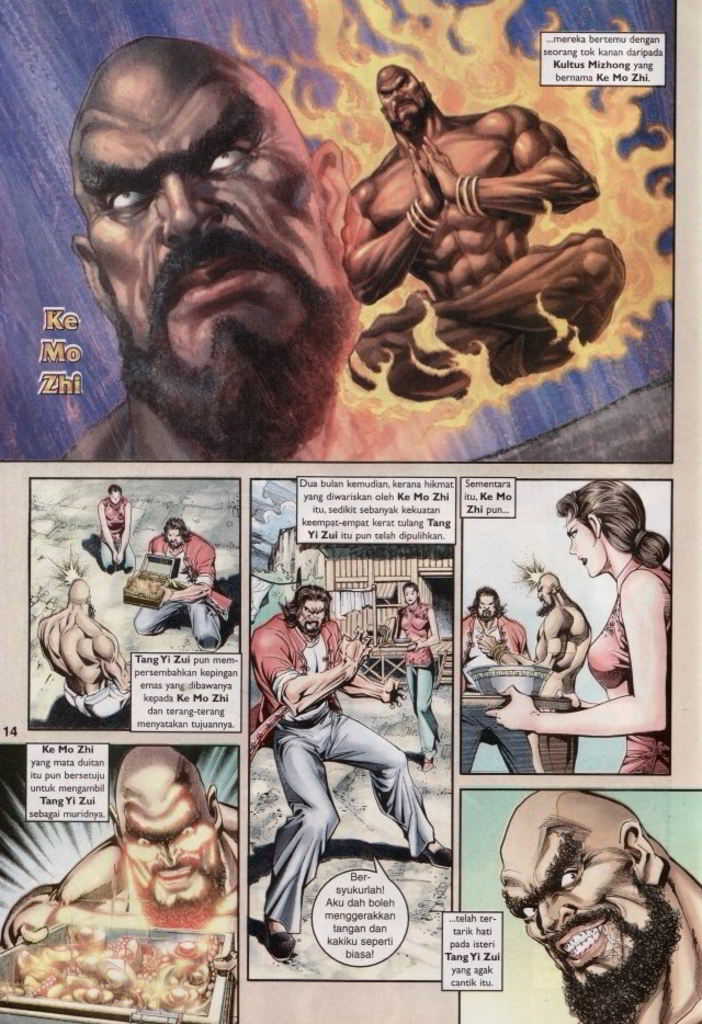 ...mereka bertemu dengan
seorang tok kanan daripada
Kultus Mizhong yang
bernama Ke Mo Zhi.
Ke
Mo
Zhi
Tang Yi Zui pun mem-
persembahkan kepingan
emas yang dibawanya
kepada Ke Mo Zhi
dan terang-terang
menyatakan tujuannya.
Dua bulan kemudian, kerana hikmat
yang diwariskan oleh Ke Mo Zhi
itu, sedikit sebanyak kekuatan
keempat-empat kerat tulang Tang
Yi Zui itu pun telah dipulihkan.
Sementara
itu, Ke Mo
Zhi pun...
14
Ke Mo Zhi
yang mata duitan
itu pun bersetuju
untuk mengambil
Tang Yi Zui
sebagai muridnya.
Ber-
syukurlah!
Aku dah boleh
menggerakkan
tangan dan
kakiku seperti
biasa!
...telah ter-
tarik hati
pada isteri
Tang Yi Zui
yang agak
cantik itu.